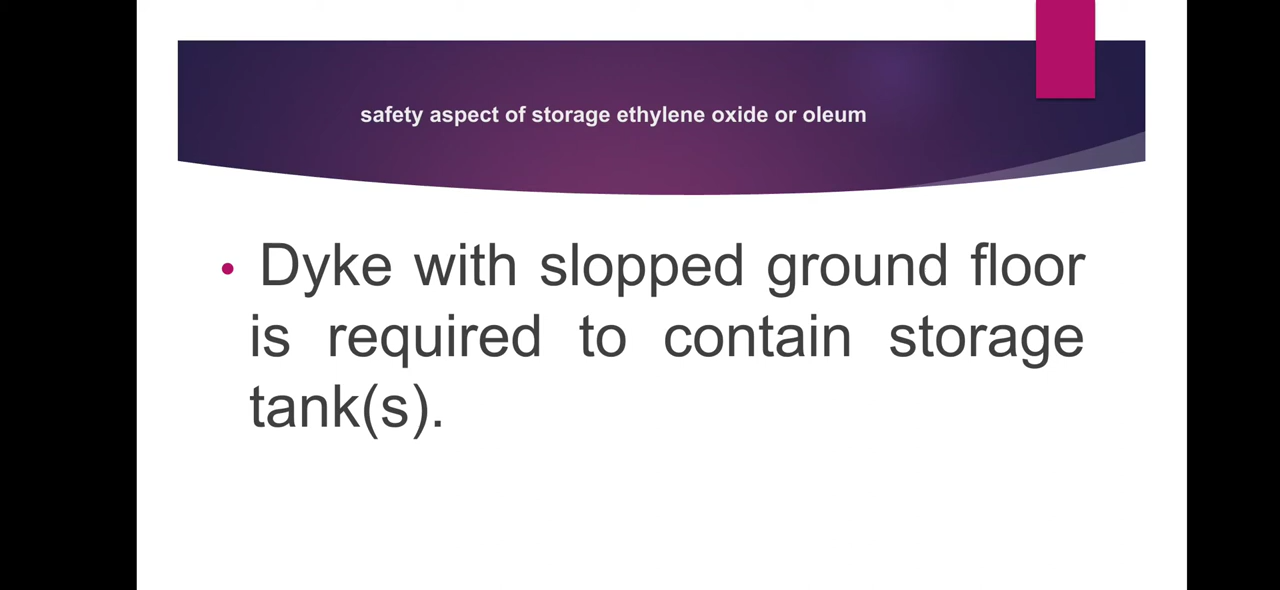 safety aspect of storage ethylene oxide or oleum
• Dyke with slopped ground floor
is required to contain storage
tank(s).